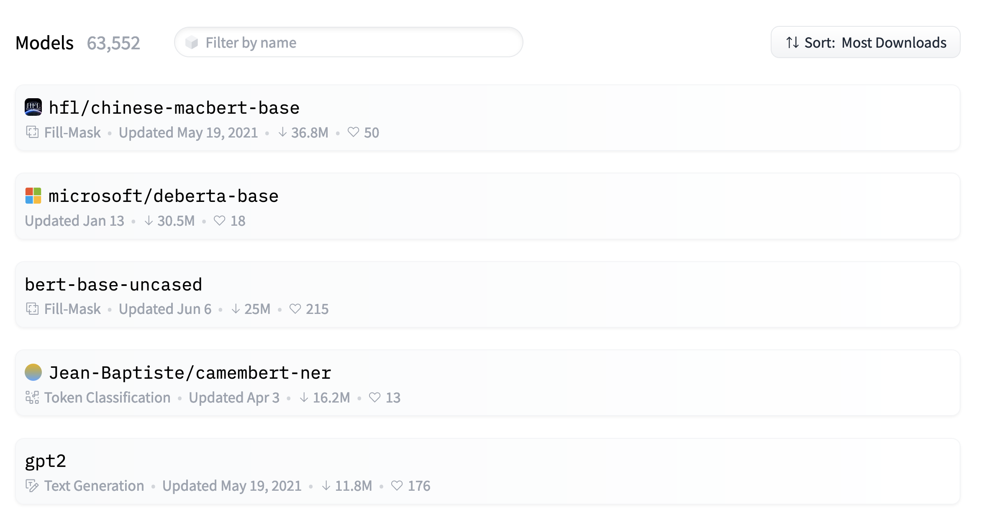 Models 63,552 Filter by name Sort: Most Downloads
hfl/chinese-macbert-base
Fill-Mask • Updated May 19, 2021 • ↓ 36.8M • ♡ 50
microsoft/deberta-base
Updated Jan 13 • ↓ 30.5M • ♡ 18
bert-base-uncased
Fill-Mask • Updated Jun 6 • ↓ 25M • ♡ 215
Jean-Baptiste/camembert-ner
Token Classification • Updated Apr 3 • ↓ 16.2M • ♡ 13
gpt2
Text Generation • Updated May 19, 2021 • ↓ 11.8M • ♡ 176